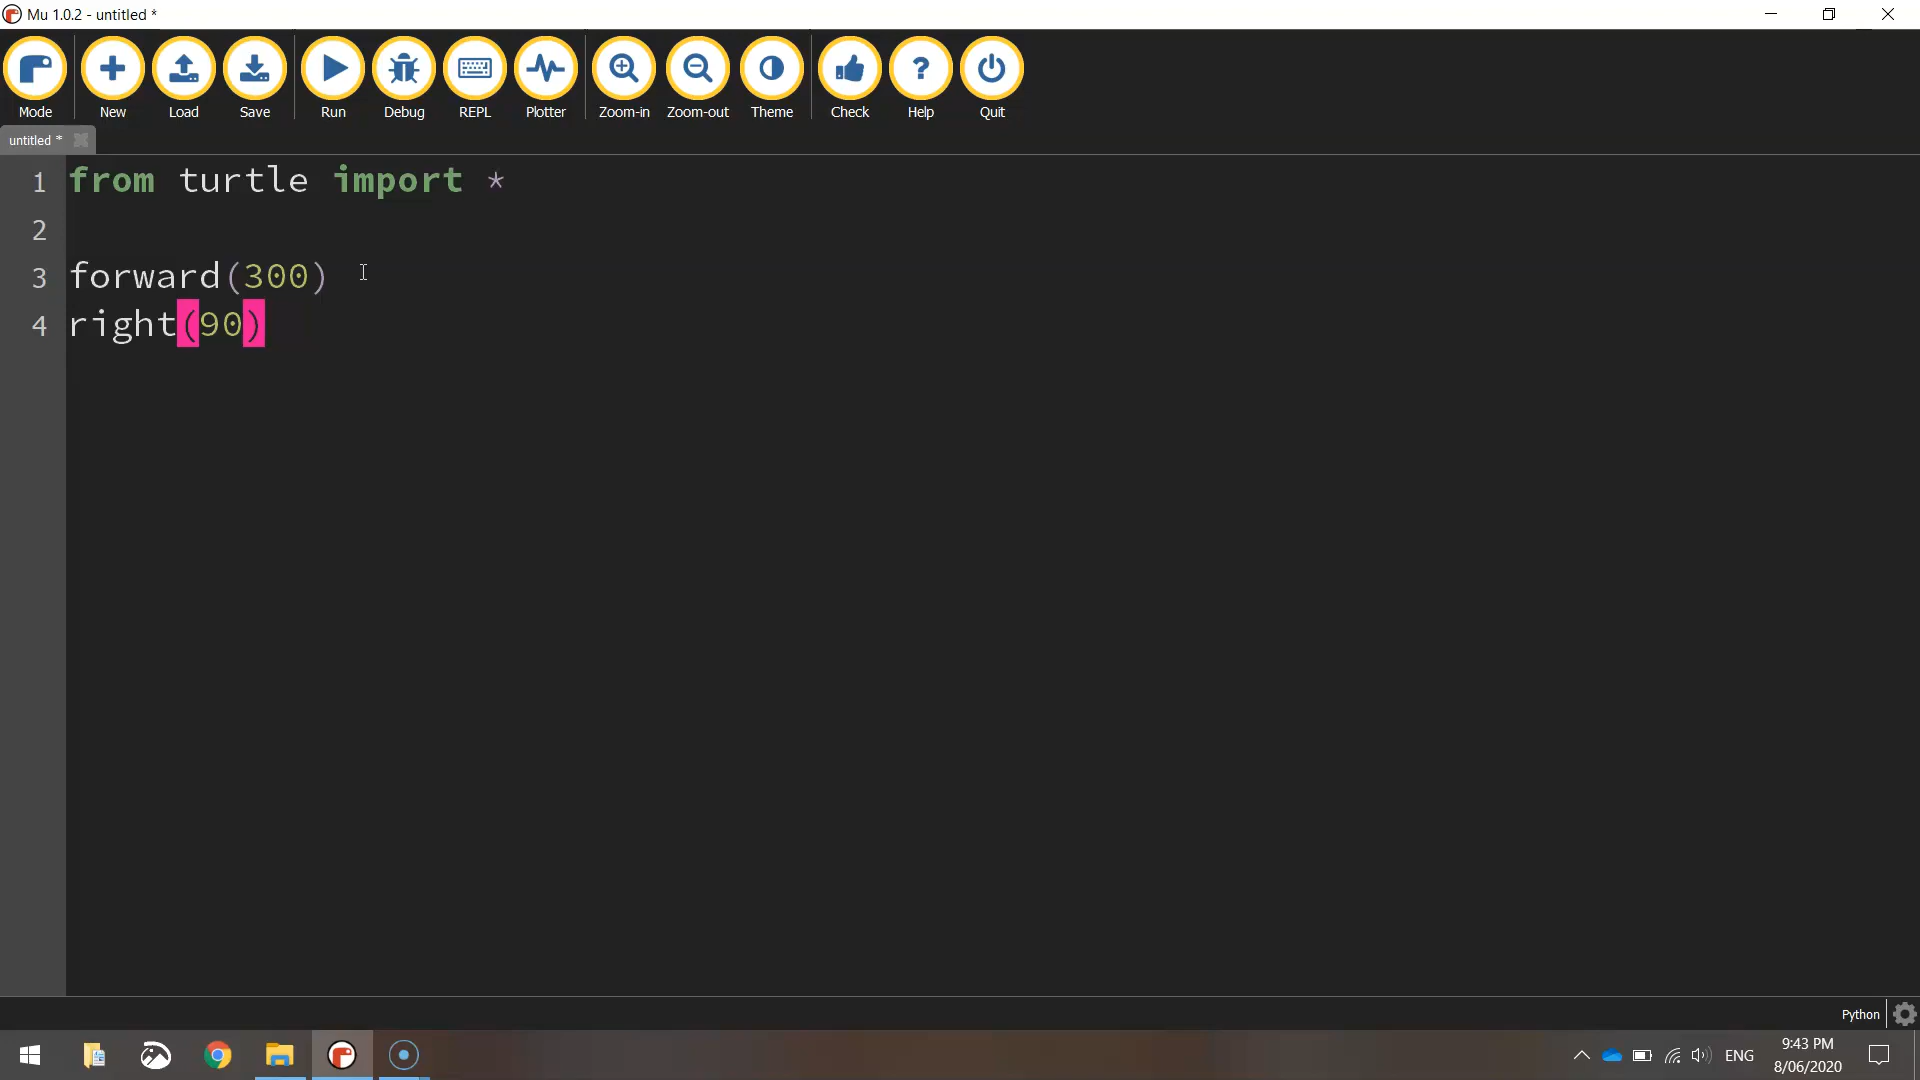 Mu 1.0.2 - untitled *
Mode New Load Save Run Debug REPL Plotter Zoom-in Zoom-out Theme Check Help Quit
untitled *
1 from turtle import *
2
3 forward(300)
4 right(90)
Python
ENG
9:43 PM
8/06/2020